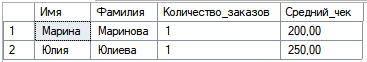 Имя Фамилия Количество_заказов Средний_чек
1 Марина Маринова 1 200,00
2 Юлия Юлиева 1 250,00